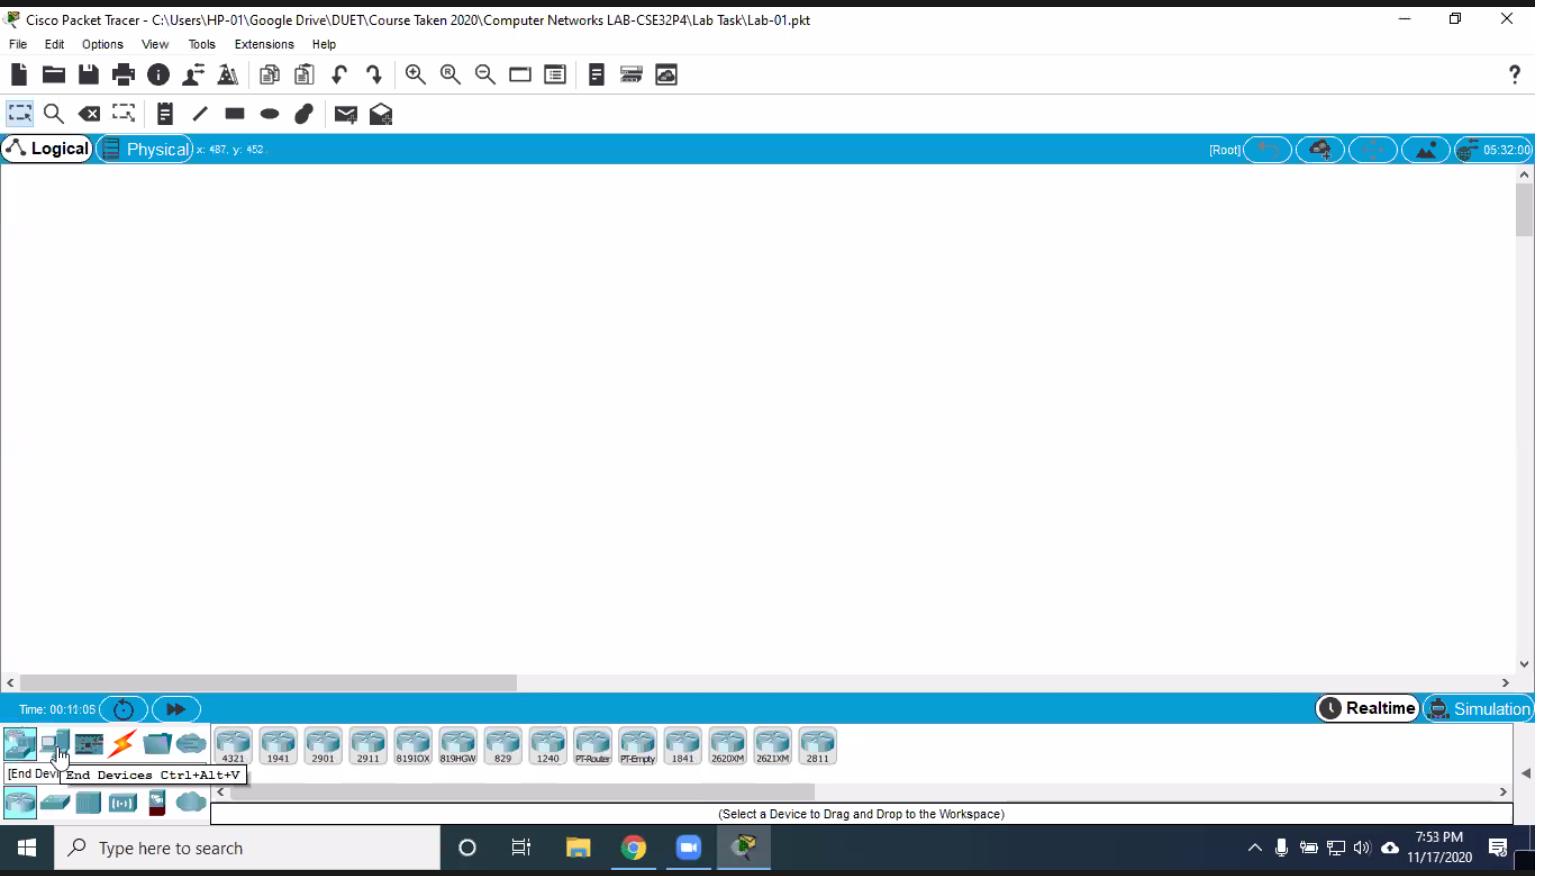 Cisco Packet Tracer - C:\Users\HP-01\Google Drive\DUET\Course Taken 2020\Computer Networks LAB-CSE32P4\Lab Task\Lab-01.pkt
File Edit Options View Tools Extensions Help
?
Logical Physical x: 487, y: 452 [Root] 05:32:00
Time: 00:11:05 Realtime Simulation
4321 1941 2901 2911 819IOX 819HGW 829 1240 PT-Router PT-Empty 1841 2620XM 2621XM 2811
[End Devi
End Devices Ctrl+Alt+V
(Select a Device to Drag and Drop to the Workspace)
Type here to search
7:53 PM
11/17/2020